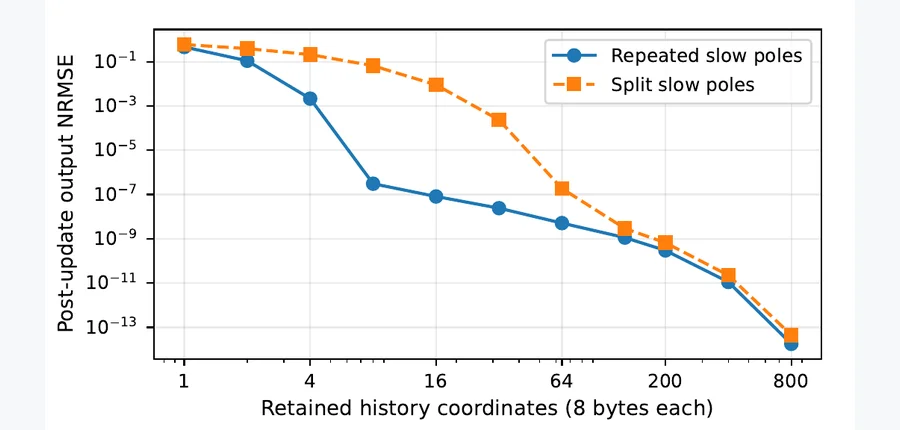 Post-update output NRMSE
10⁻¹
10⁻³
10⁻⁵
10⁻⁷
10⁻⁹
10⁻¹¹
10⁻¹³
Repeated slow poles
Split slow poles
1 4 16 64 200 800
Retained history coordinates (8 bytes each)